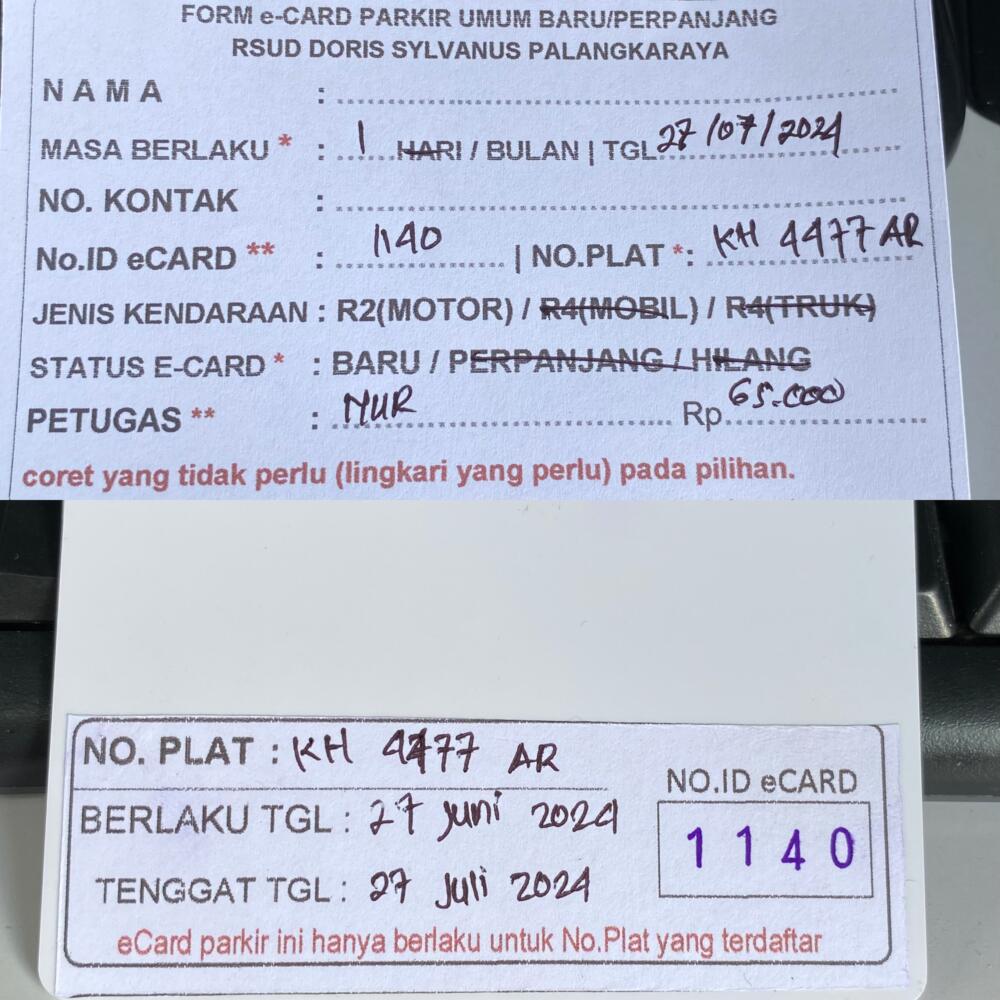 FORM e-CARD PARKIR UMUM BARU/PERPANJANG
RSUD DORIS SYLVANUS PALANGKARAYA
N A M A :
MASA BERLAKU * : 1 HARI / BULAN | TGL 27/07/2024
NO. KONTAK :
No.ID eCARD ** : 1140 | NO.PLAT *: KH 4477 AR
JENIS KENDARAAN : R2(MOTOR) / R4(MOBIL) / R4(TRUK)
STATUS E-CARD * : BARU / PERPANJANG / HILANG
PETUGAS ** : NUR Rp 65.000
coret yang tidak perlu (lingkari yang perlu) pada pilihan.
NO. PLAT : KH 4477 AR
BERLAKU TGL : 27 Juni 2024
TENGGAT TGL : 27 Juli 2024
NO.ID eCARD
1140
eCard parkir ini hanya berlaku untuk No.Plat yang terdaftar